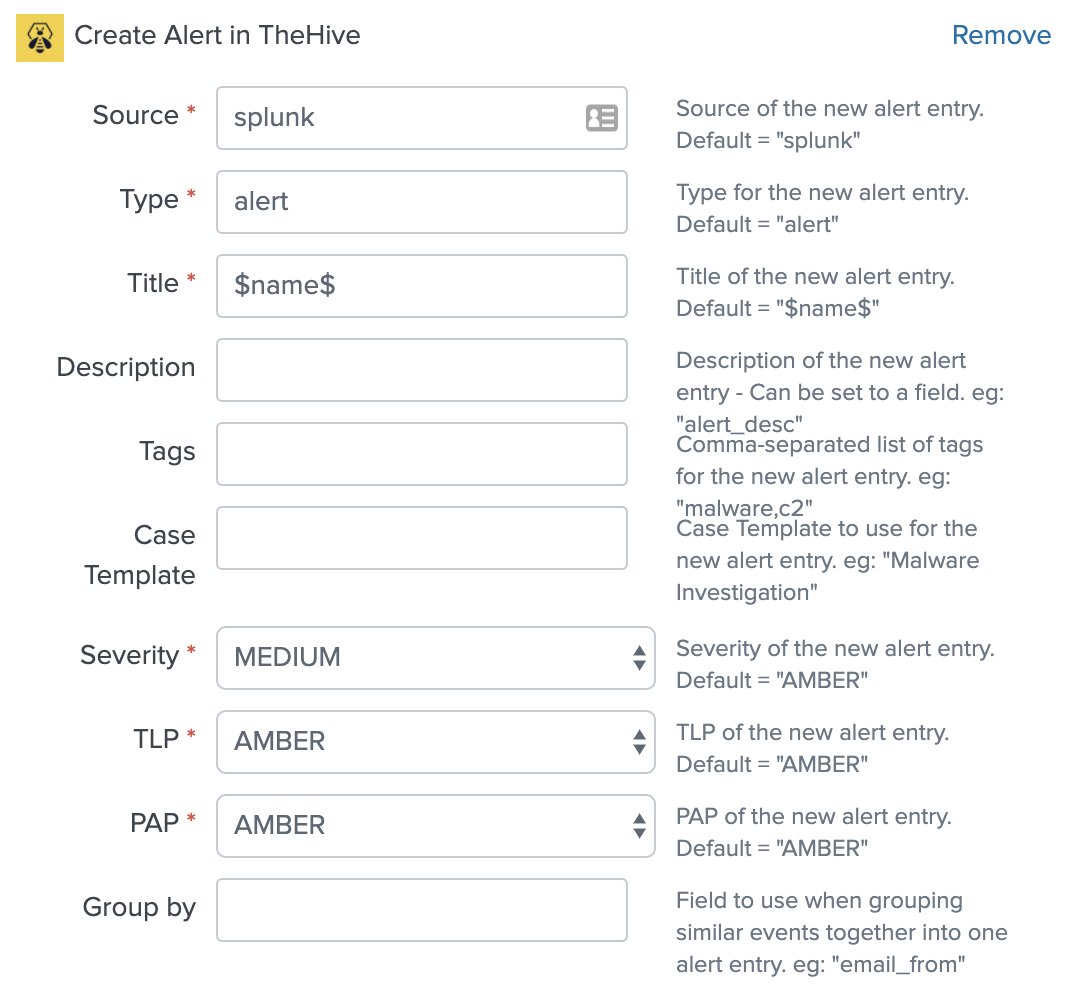 Create Alert in TheHive
Remove
Source *
splunk
Source of the new alert entry.
Default = "splunk"
Type *
alert
Type for the new alert entry.
Default = "alert"
Title *
$name$
Title of the new alert entry.
Default = "$name$"
Description
Description of the new alert
entry - Can be set to a field. eg:
"alert_desc"
Tags
Comma-separated list of tags
for the new alert entry. eg:
"malware,c2"
Case
Template
Case Template to use for the
new alert entry. eg: "Malware
Investigation"
Severity *
MEDIUM
Severity of the new alert entry.
Default = "AMBER"
TLP *
AMBER
TLP of the new alert entry.
Default = "AMBER"
PAP *
AMBER
PAP of the new alert entry.
Default = "AMBER"
Group by
Field to use when grouping
similar events together into one
alert entry. eg: "email_from"